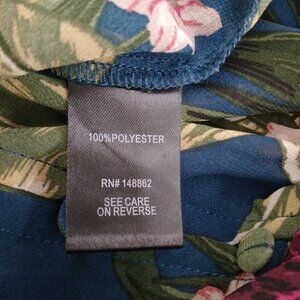 100%POLYESTER
RN# 148862
SEE CARE
ON REVERSE